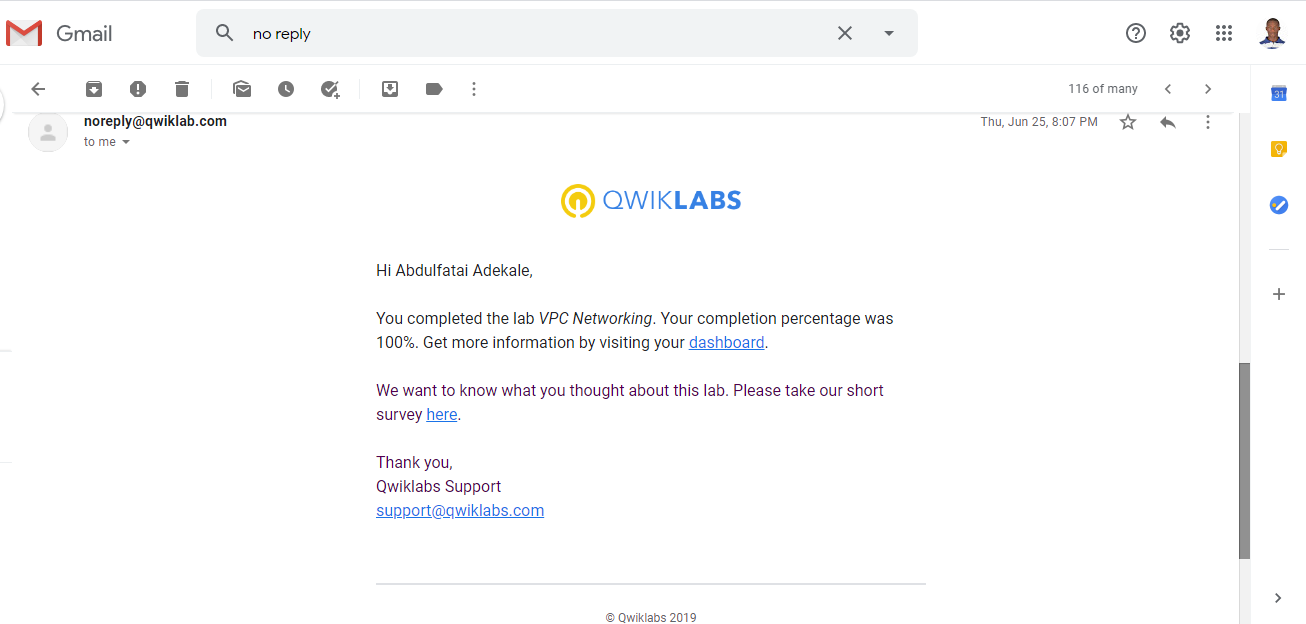 Gmail
no reply
116 of many
31
noreply@qwiklab.com
Thu, Jun 25, 8:07 PM
to me
QWIKLABS
Hi Abdulfatai Adekale,
You completed the lab VPC Networking. Your completion percentage was
100%. Get more information by visiting your dashboard.
We want to know what you thought about this lab. Please take our short
survey here.
Thank you,
Qwiklabs Support
support@qwiklabs.com
© Qwiklabs 2019